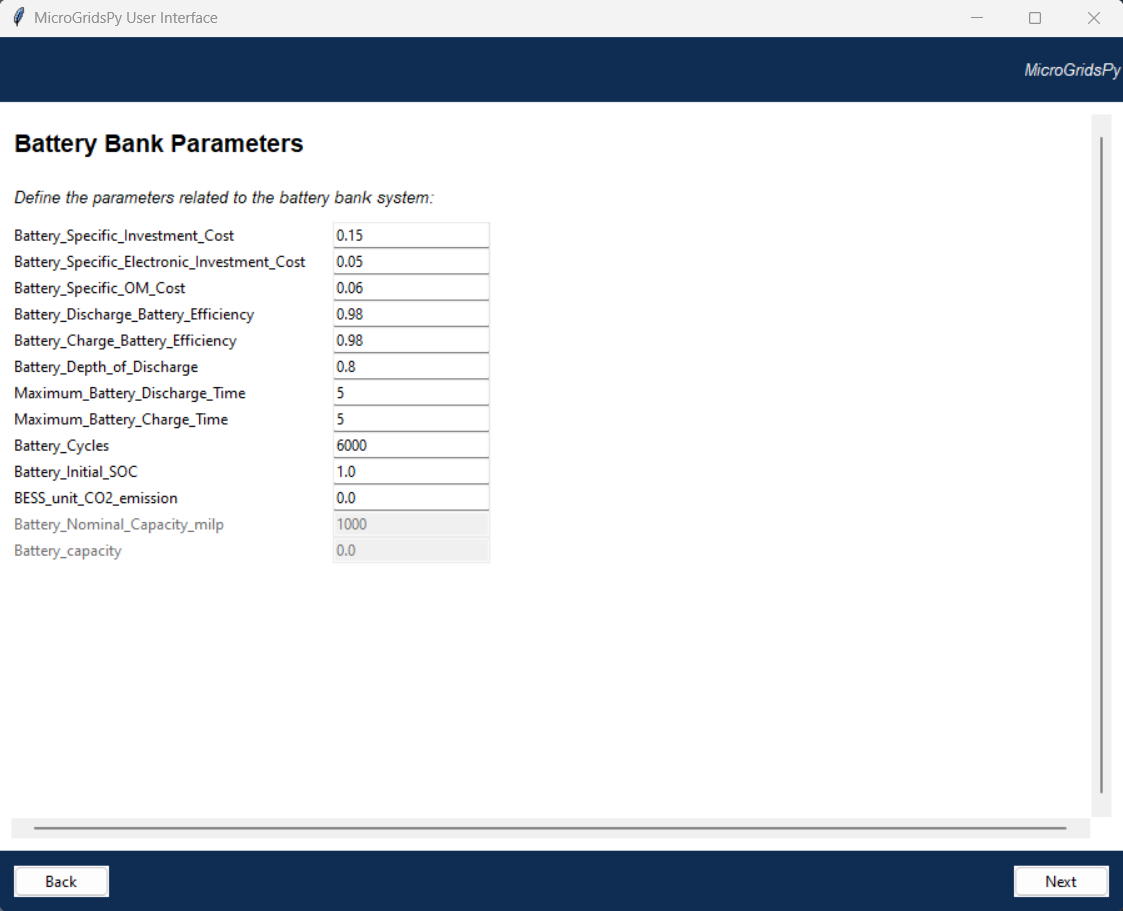 MicroGridsPy User Interface
MicroGridsPy
Battery Bank Parameters
Define the parameters related to the battery bank system:
Battery_Specific_Investment_Cost 0.15
Battery_Specific_Electronic_Investment_Cost 0.05
Battery_Specific_OM_Cost 0.06
Battery_Discharge_Battery_Efficiency 0.98
Battery_Charge_Battery_Efficiency 0.98
Battery_Depth_of_Discharge 0.8
Maximum_Battery_Discharge_Time 5
Maximum_Battery_Charge_Time 5
Battery_Cycles 6000
Battery_Initial_SOC 1.0
BESS_unit_CO2_emission 0.0
Battery_Nominal_Capacity_milp 1000
Battery_capacity 0.0
Back Next